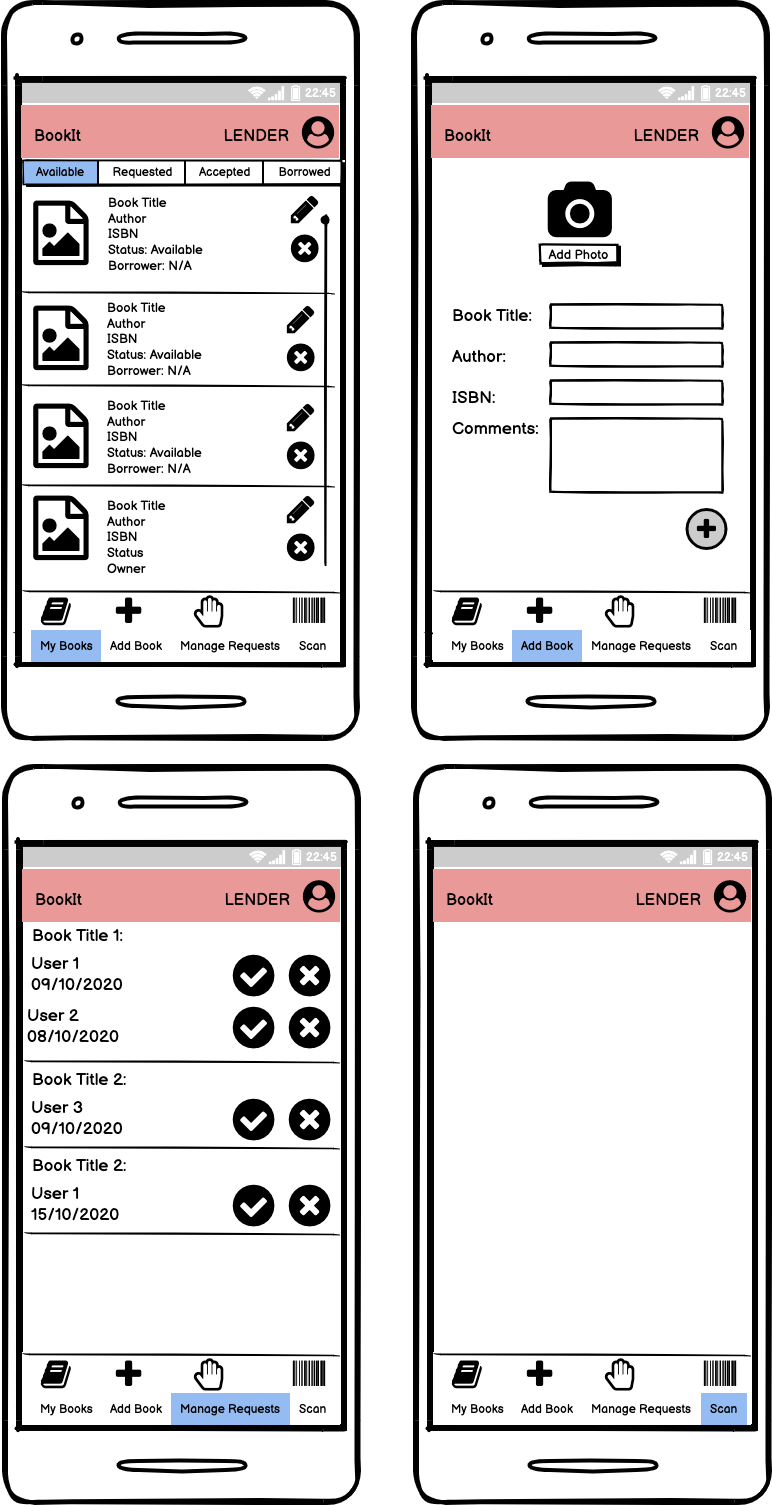 22:45
BookIt LENDER
Available Requested Accepted Borrowed
Book Title
Author
ISBN
Status: Available
Borrower: N/A
Book Title
Author
ISBN
Status: Available
Borrower: N/A
Book Title
Author
ISBN
Status: Available
Borrower: N/A
Book Title
Author
ISBN
Status
Owner
My Books Add Book Manage Requests Scan
22:45
BookIt LENDER
Add Photo
Book Title:
Author:
ISBN:
Comments:
My Books Add Book Manage Requests Scan
22:45
BookIt LENDER
Book Title 1:
User 1
09/10/2020
User 2
08/10/2020
Book Title 2:
User 3
09/10/2020
Book Title 2:
User 1
15/10/2020
My Books Add Book Manage Requests Scan
22:45
BookIt LENDER
My Books Add Book Manage Requests Scan